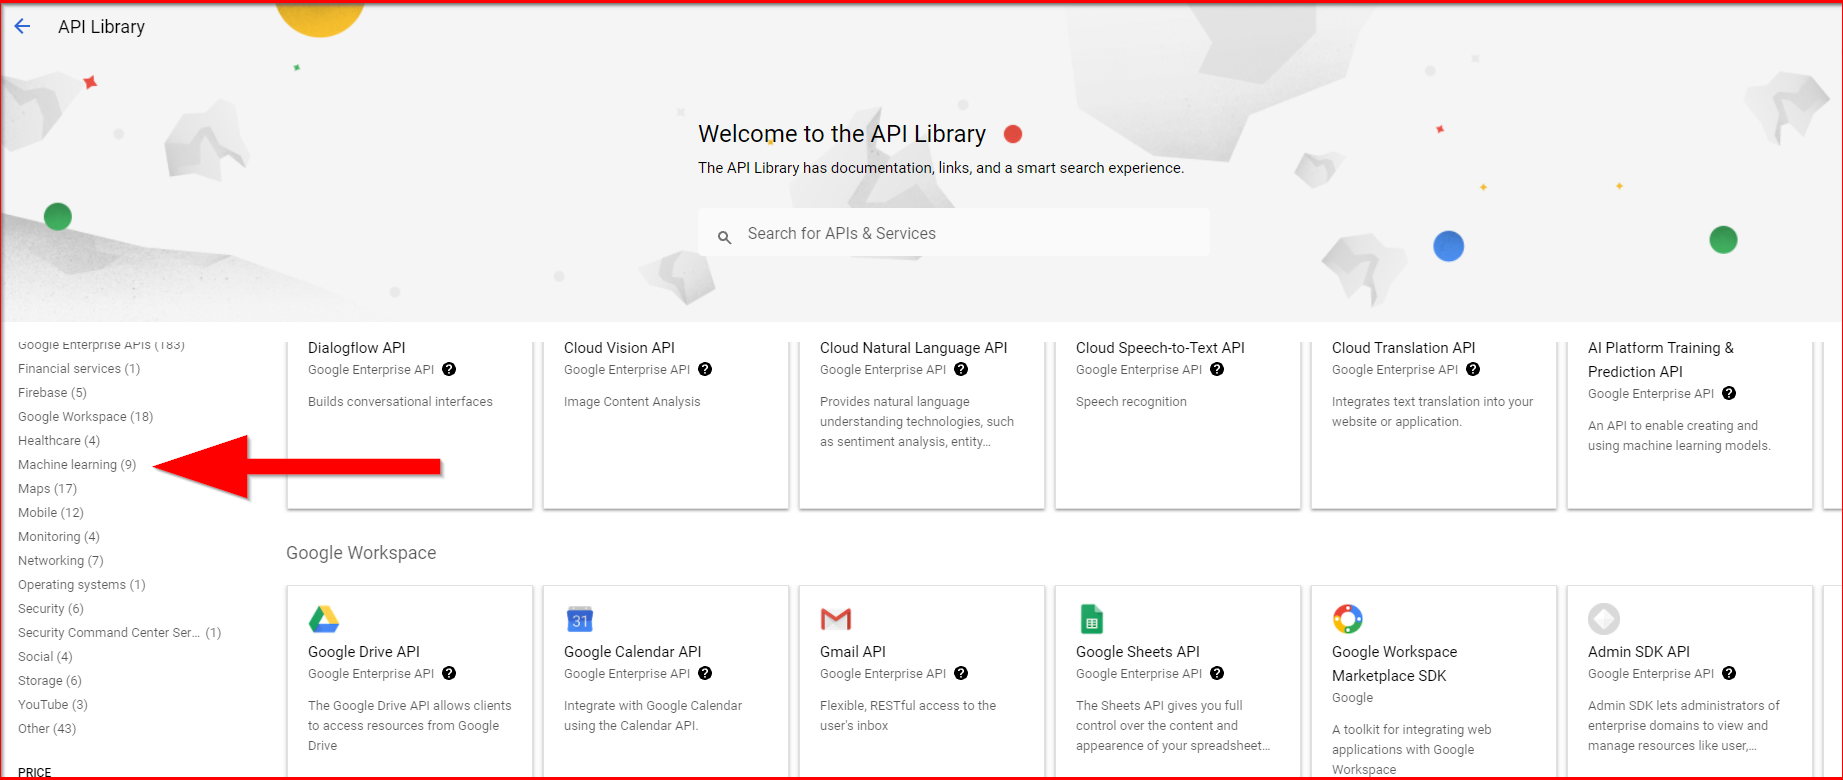 API Library
Welcome to the API Library
The API Library has documentation, links, and a smart search experience.
Search for APIs & Services
Google Enterprise APIs (183)
Financial services (1)
Firebase (5)
Google Workspace (18)
Healthcare (4)
Machine learning (9)
Maps (17)
Mobile (12)
Monitoring (4)
Networking (7)
Operating systems (1)
Security (6)
Security Command Center Ser... (1)
Social (4)
Storage (6)
YouTube (3)
Other (43)
PRICE
Dialogflow API
Google Enterprise API ?
Builds conversational interfaces
Cloud Vision API
Google Enterprise API ?
Image Content Analysis
Cloud Natural Language API
Google Enterprise API ?
Provides natural language
understanding technologies, such
as sentiment analysis, entity...
Cloud Speech-to-Text API
Google Enterprise API ?
Speech recognition
Cloud Translation API
Google Enterprise API ?
Integrates text translation into your
website or application.
AI Platform Training &
Prediction API
Google Enterprise API ?
An API to enable creating and
using machine learning models.
Google Workspace
Google Drive API
Google Enterprise API ?
The Google Drive API allows clients
to access resources from Google
Drive
31
Google Calendar API
Google Enterprise API ?
Integrate with Google Calendar
using the Calendar API.
Gmail API
Google Enterprise API ?
Flexible, RESTful access to the
user's inbox
Google Sheets API
Google Enterprise API ?
The Sheets API gives you full
control over the content and
appearence of your spreadsheet...
Google Workspace
Marketplace SDK
Google
A toolkit for integrating web
applications with Google
Workspace
Admin SDK API
Google Enterprise API ?
Admin SDK lets administrators of
enterprise domains to view and
manage resources like user,...